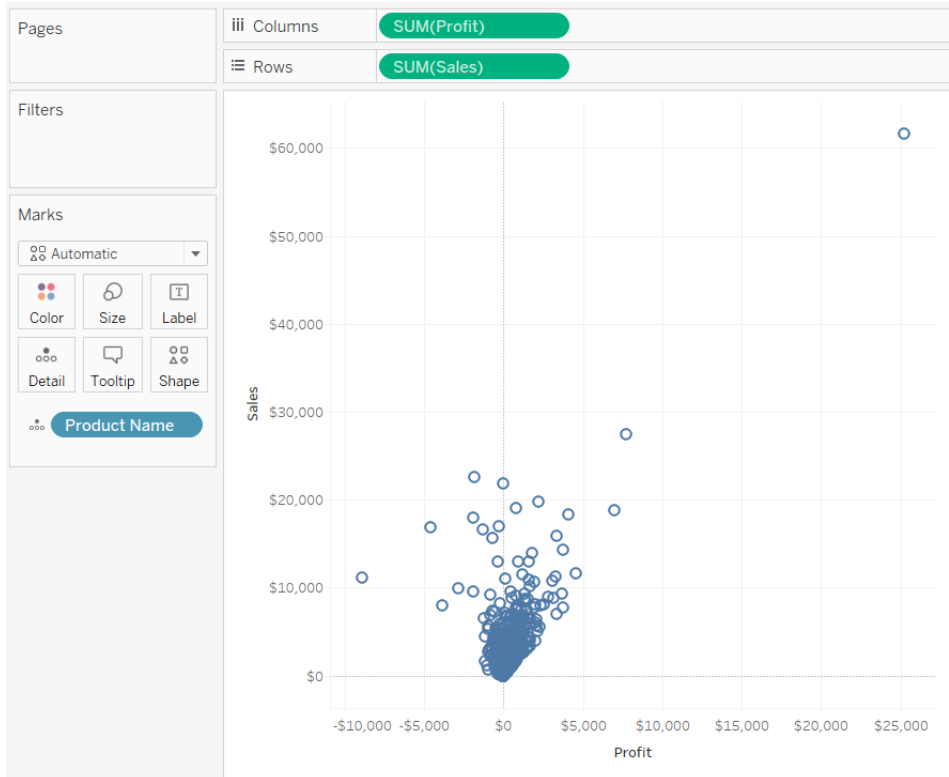 Pages
Columns
SUM(Profit)
Rows
SUM(Sales)
Filters
Marks
Automatic
Color Size Label
Detail Tooltip Shape
Product Name
Sales
$60,000
$50,000
$40,000
$30,000
$20,000
$10,000
$0
-$10,000 -$5,000 $0 $5,000 $10,000 $15,000 $20,000 $25,000
Profit